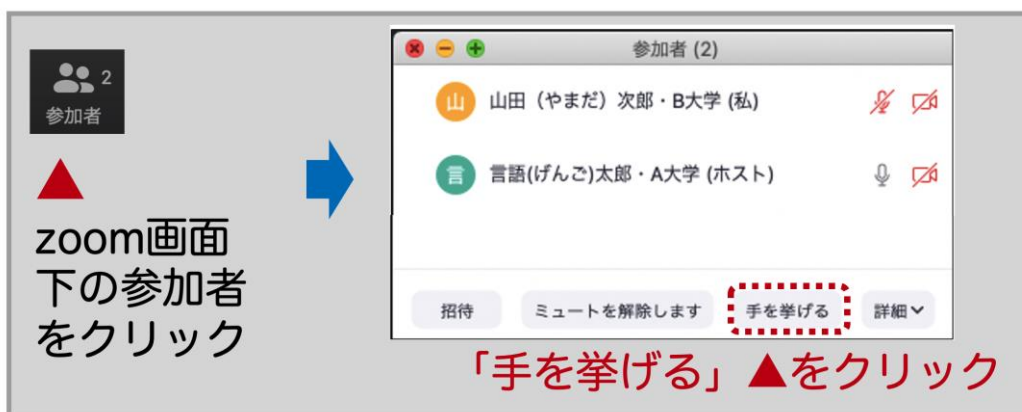 2
参加者
▲
zoom画面
下の参加者
をクリック
参加者 (2)
山 山田（やまだ）次郎・B大学 (私)
言 言語(げんご)太郎・A大学 (ホスト)
招待 ミュートを解除します 手を挙げる 詳細
「手を挙げる」▲をクリック